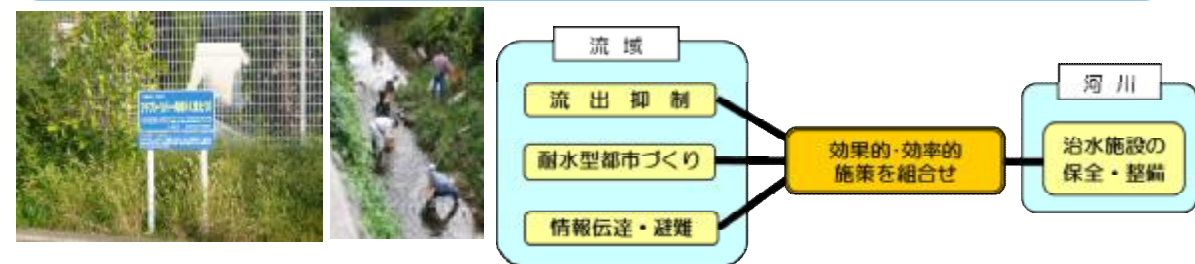 流域
流出抑制
耐水型都市づくり
情報伝達・避難
効果的・効率的
施策を組合せ
河川
治水施設の
保全・整備